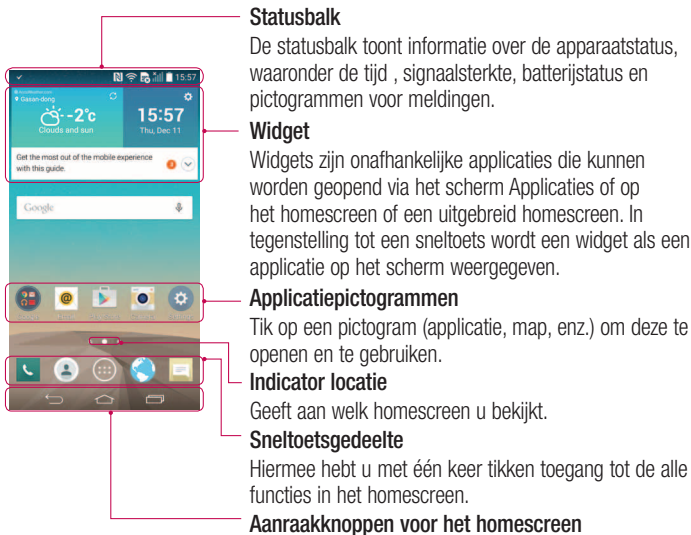 Statusbalk
De statusbalk toont informatie over de apparaatstatus,
waaronder de tijd , signaalsterkte, batterijstatus en
pictogrammen voor meldingen.
Widget
Widgets zijn onafhankelijke applicaties die kunnen
worden geopend via het scherm Applicaties of op
het homescreen of een uitgebreid homescreen. In
tegenstelling tot een sneltoets wordt een widget als een
applicatie op het scherm weergegeven.
Applicatiepictogrammen
Tik op een pictogram (applicatie, map, enz.) om deze te
openen en te gebruiken.
Indicator locatie
Geeft aan welk homescreen u bekijkt.
Sneltoetsgedeelte
Hiermee hebt u met één keer tikken toegang tot de alle
functies in het homescreen.
Aanraakknoppen voor het homescreen
15:57
Gasan-dong
-2°c
Clouds and sun
15:57
Thu, Dec 11
Get the most out of the mobile experience
with this guide.
Google